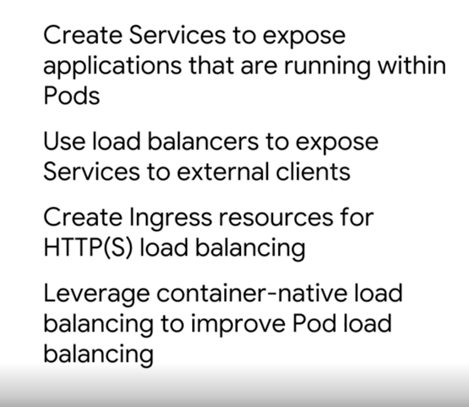 Create Services to expose
applications that are running within
Pods
Use load balancers to expose
Services to external clients
Create Ingress resources for
HTTP(S) load balancing
Leverage container-native load
balancing to improve Pod load
balancing